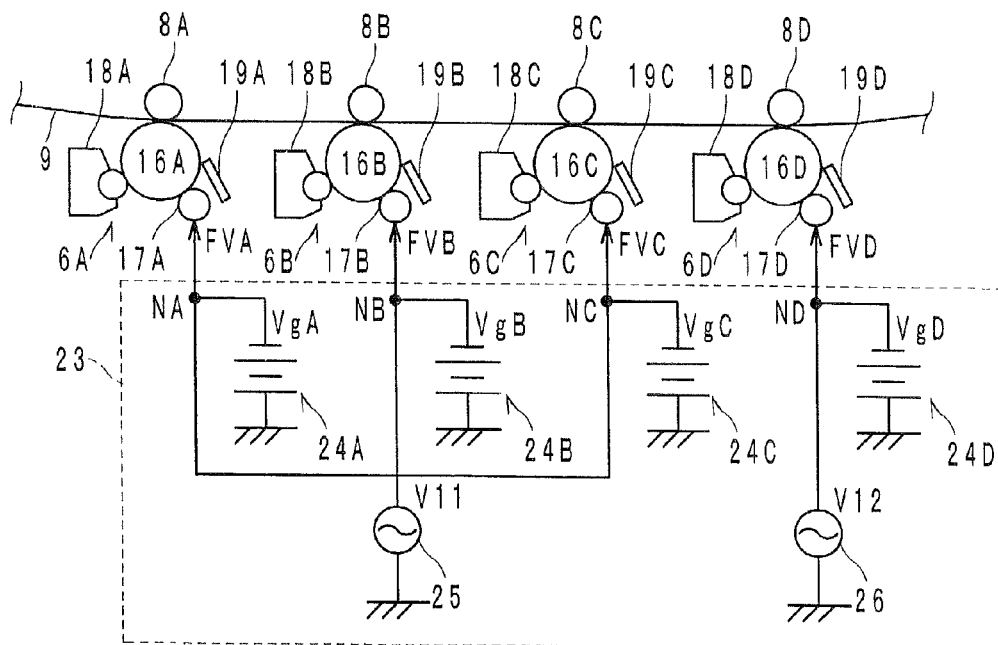 8A 8B 8C 8D
18A 19A 18B 19B 18C 19C 18D 19D
9 16A 16B 16C 16D
6A 17A FVA 6B 17B FVB 6C 17C FVC 6D 17D FVD
NA NB NC ND
VgA VgB VgC VgD
23
24A 24B 24C 24D
V11 V12
25 26